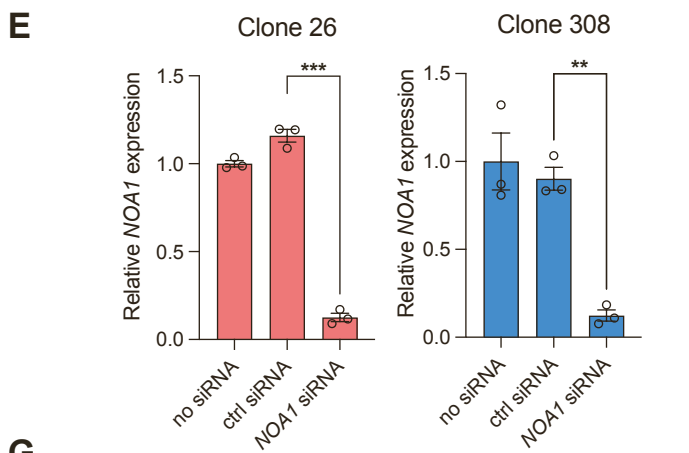 E
Clone 26
Relative NOA1 expression
1.5
1.0
0.5
0.0
***
no siRNA
ctrl siRNA
NOA1 siRNA
Clone 308
Relative NOA1 expression
1.5
1.0
0.5
0.0
**
no siRNA
ctrl siRNA
NOA1 siRNA